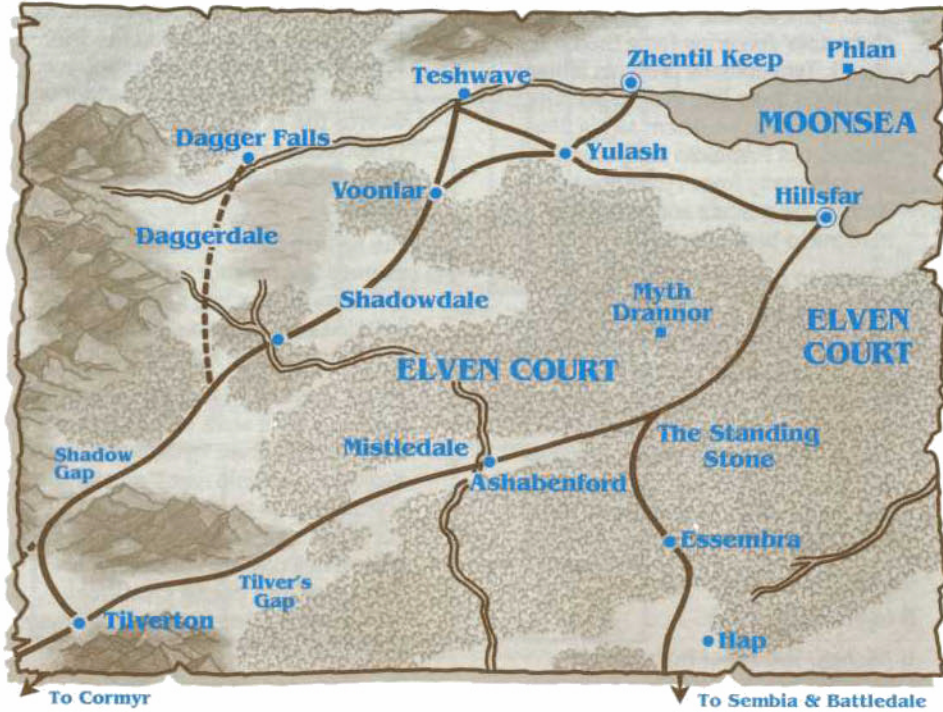 Zhentil Keep
Phlan
Teshwave
MOONSEA
Dagger Falls
Yulash
Voonlar
Hillsfar
Daggerdale
Shadowdale
Myth
Drannor
ELVEN
COURT
ELVEN COURT
Mistledale
The Standing
Stone
Shadow
Gap
Ashabenford
Essembra
Tilver's
Gap
Tilverton
Hap
To Cormyr
To Sembia & Battledale